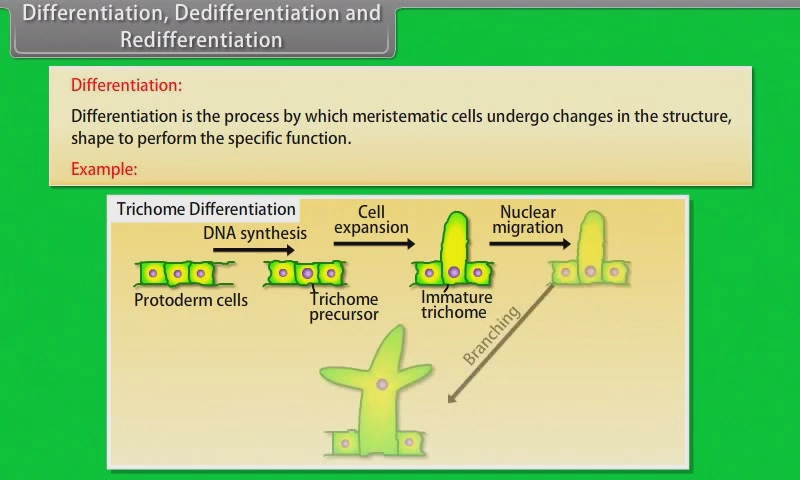 Differentiation, Dedifferentiation and
Redifferentiation
Differentiation:
Differentiation is the process by which meristematic cells undergo changes in the structure,
shape to perform the specific function.
Example:
Trichome Differentiation
DNA synthesis
Cell
expansion
Nuclear
migration
Protoderm cells
Trichome
precursor
Immature
trichome
Branching